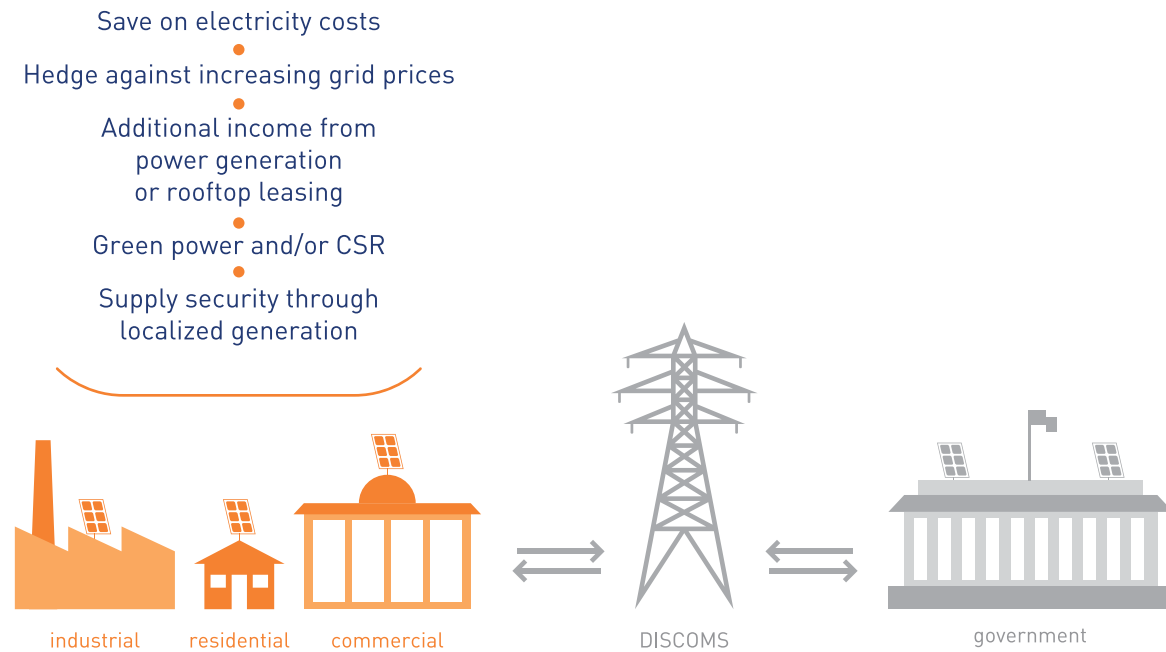 Save on electricity costs
Hedge against increasing grid prices
Additional income from
power generation
or rooftop leasing
Green power and/or CSR
Supply security through
localized generation
industrial
residential
commercial
DISCOMS
government